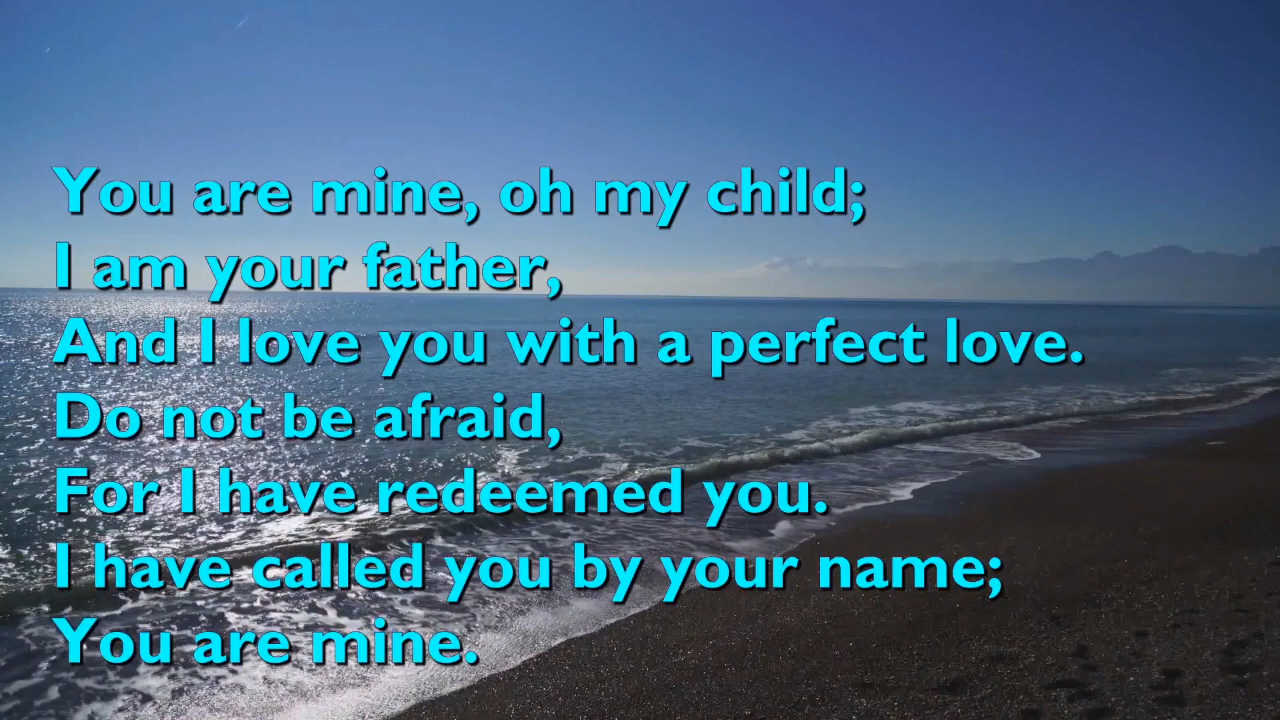 You are mine, oh my child;
I am your father,
And I love you with a perfect love.
Do not be afraid,
For I have redeemed you.
I have called you by your name;
You are mine.